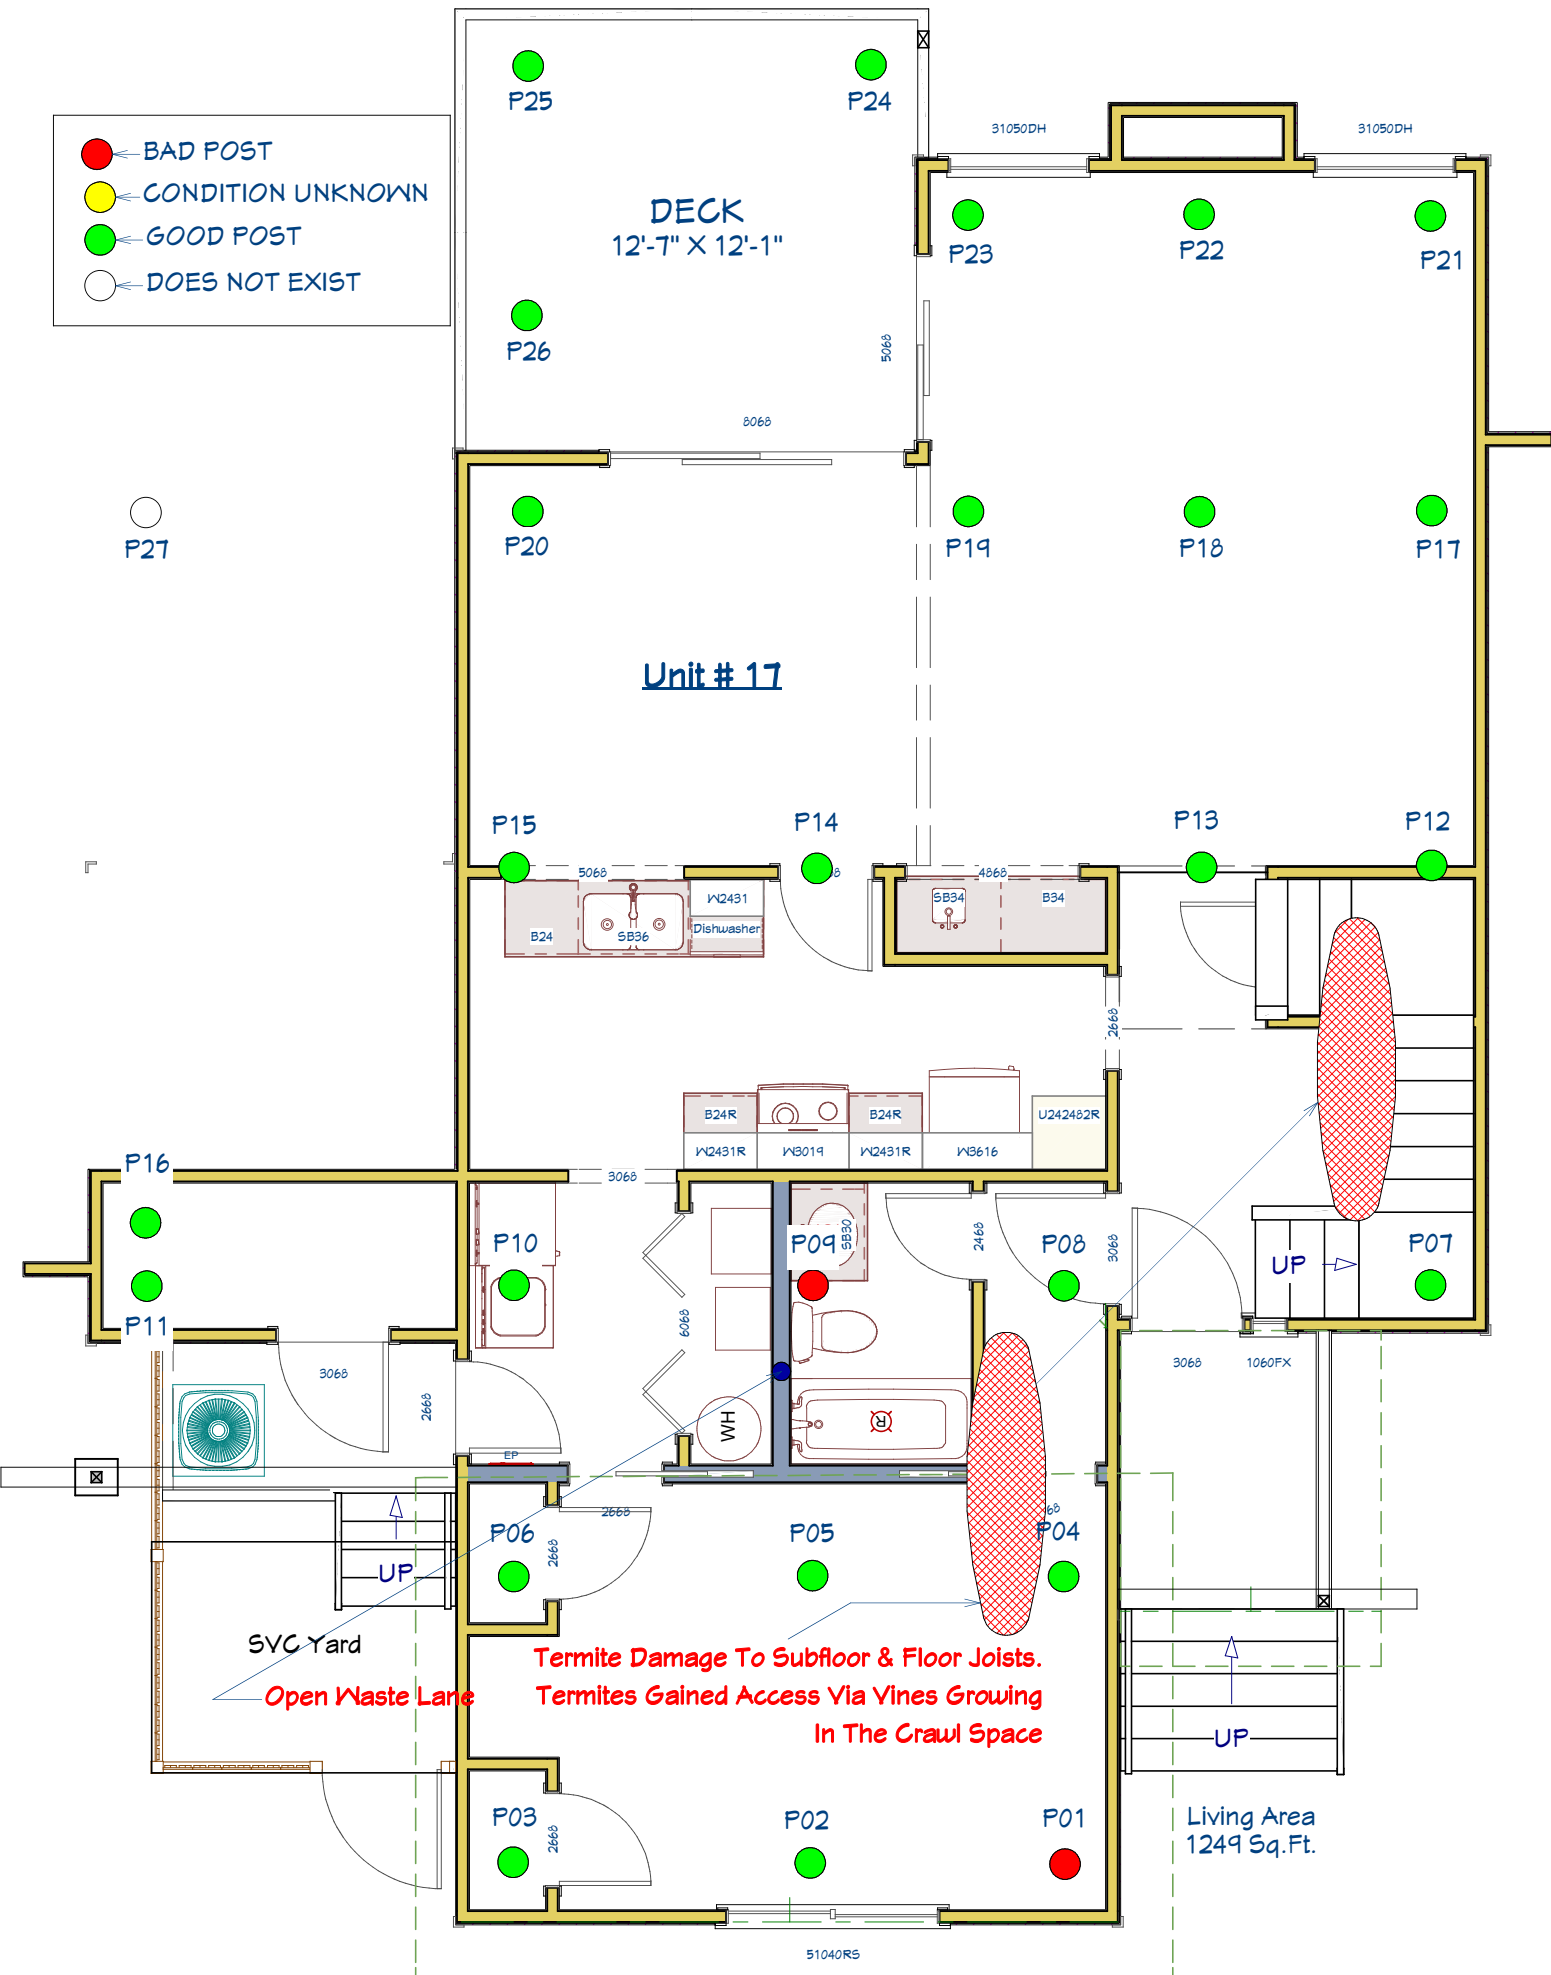 P25
P24
BAD POST
CONDITION UNKNOWN
GOOD POST
DOES NOT EXIST
31050DH
31050DH
DECK
12'-7" X 12'-1"
P23
P22
P21
P26
5068
8068
P27
P20
P19
P18
P17
Unit # 17
P15
P14
P13
P12
5068
8
4868
W2431
SB34
B34
B24
SB36
Dishwasher
2668
B24R
B24R
U242482R
W2431R
W3019
W2431R
W3616
P16
3068
P10
P09
SB30
2468
P08
3068
P07
UP
P11
6068
3068
2668
3068
1060FX
WH
R
EP
2668
68
P06
P05
P04
2668
UP
SVC Yard
Termite Damage To Subfloor & Floor Joists.
Open Waste Lane
Termites Gained Access Via Vines Growing
In The Crawl Space
UP
P03
P02
P01
2668
Living Area
1249 Sq.Ft.
51040RS